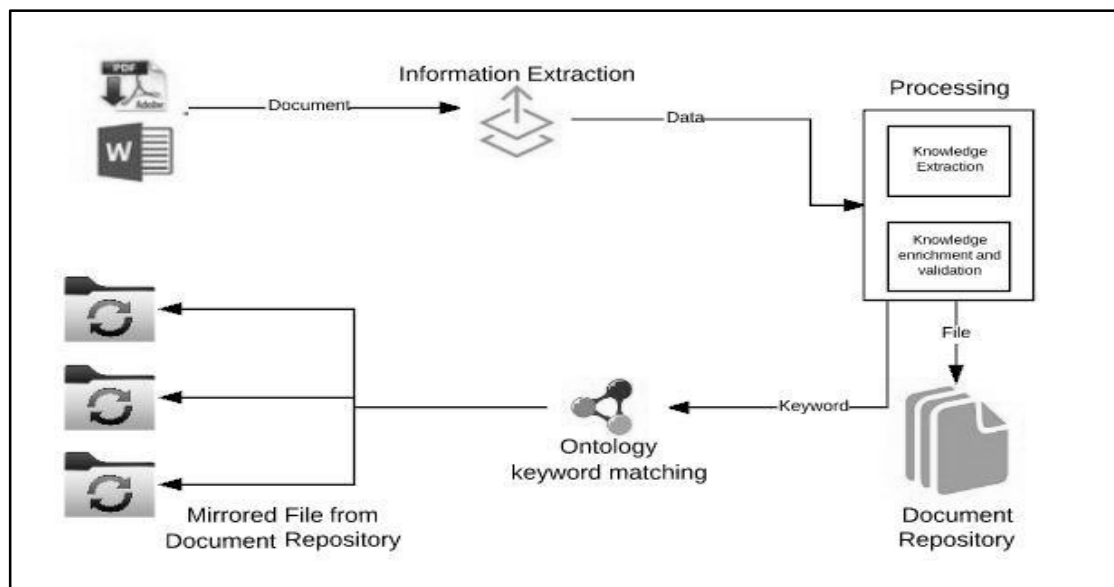 PDF
Adobe
W
Document
Information Extraction
Data
Processing
Knowledge
Extraction
Knowledge
enrichment and
validation
File
Keyword
Document
Repository
Ontology
keyword matching
Mirrored File from
Document Repository